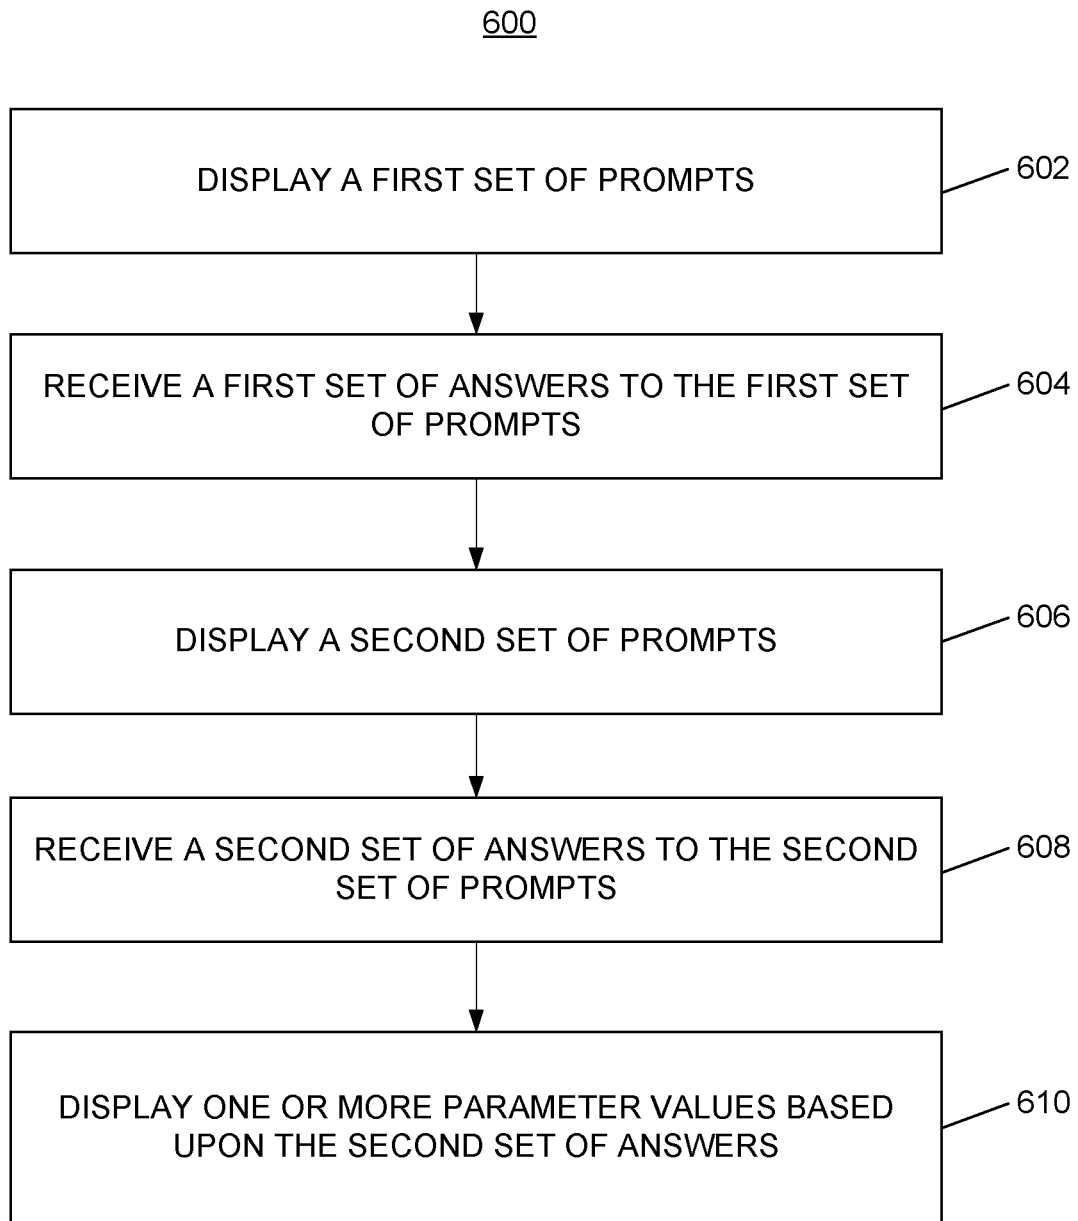 600
DISPLAY A FIRST SET OF PROMPTS
602
RECEIVE A FIRST SET OF ANSWERS TO THE FIRST SET
OF PROMPTS
604
DISPLAY A SECOND SET OF PROMPTS
606
RECEIVE A SECOND SET OF ANSWERS TO THE SECOND
SET OF PROMPTS
608
DISPLAY ONE OR MORE PARAMETER VALUES BASED
UPON THE SECOND SET OF ANSWERS
610